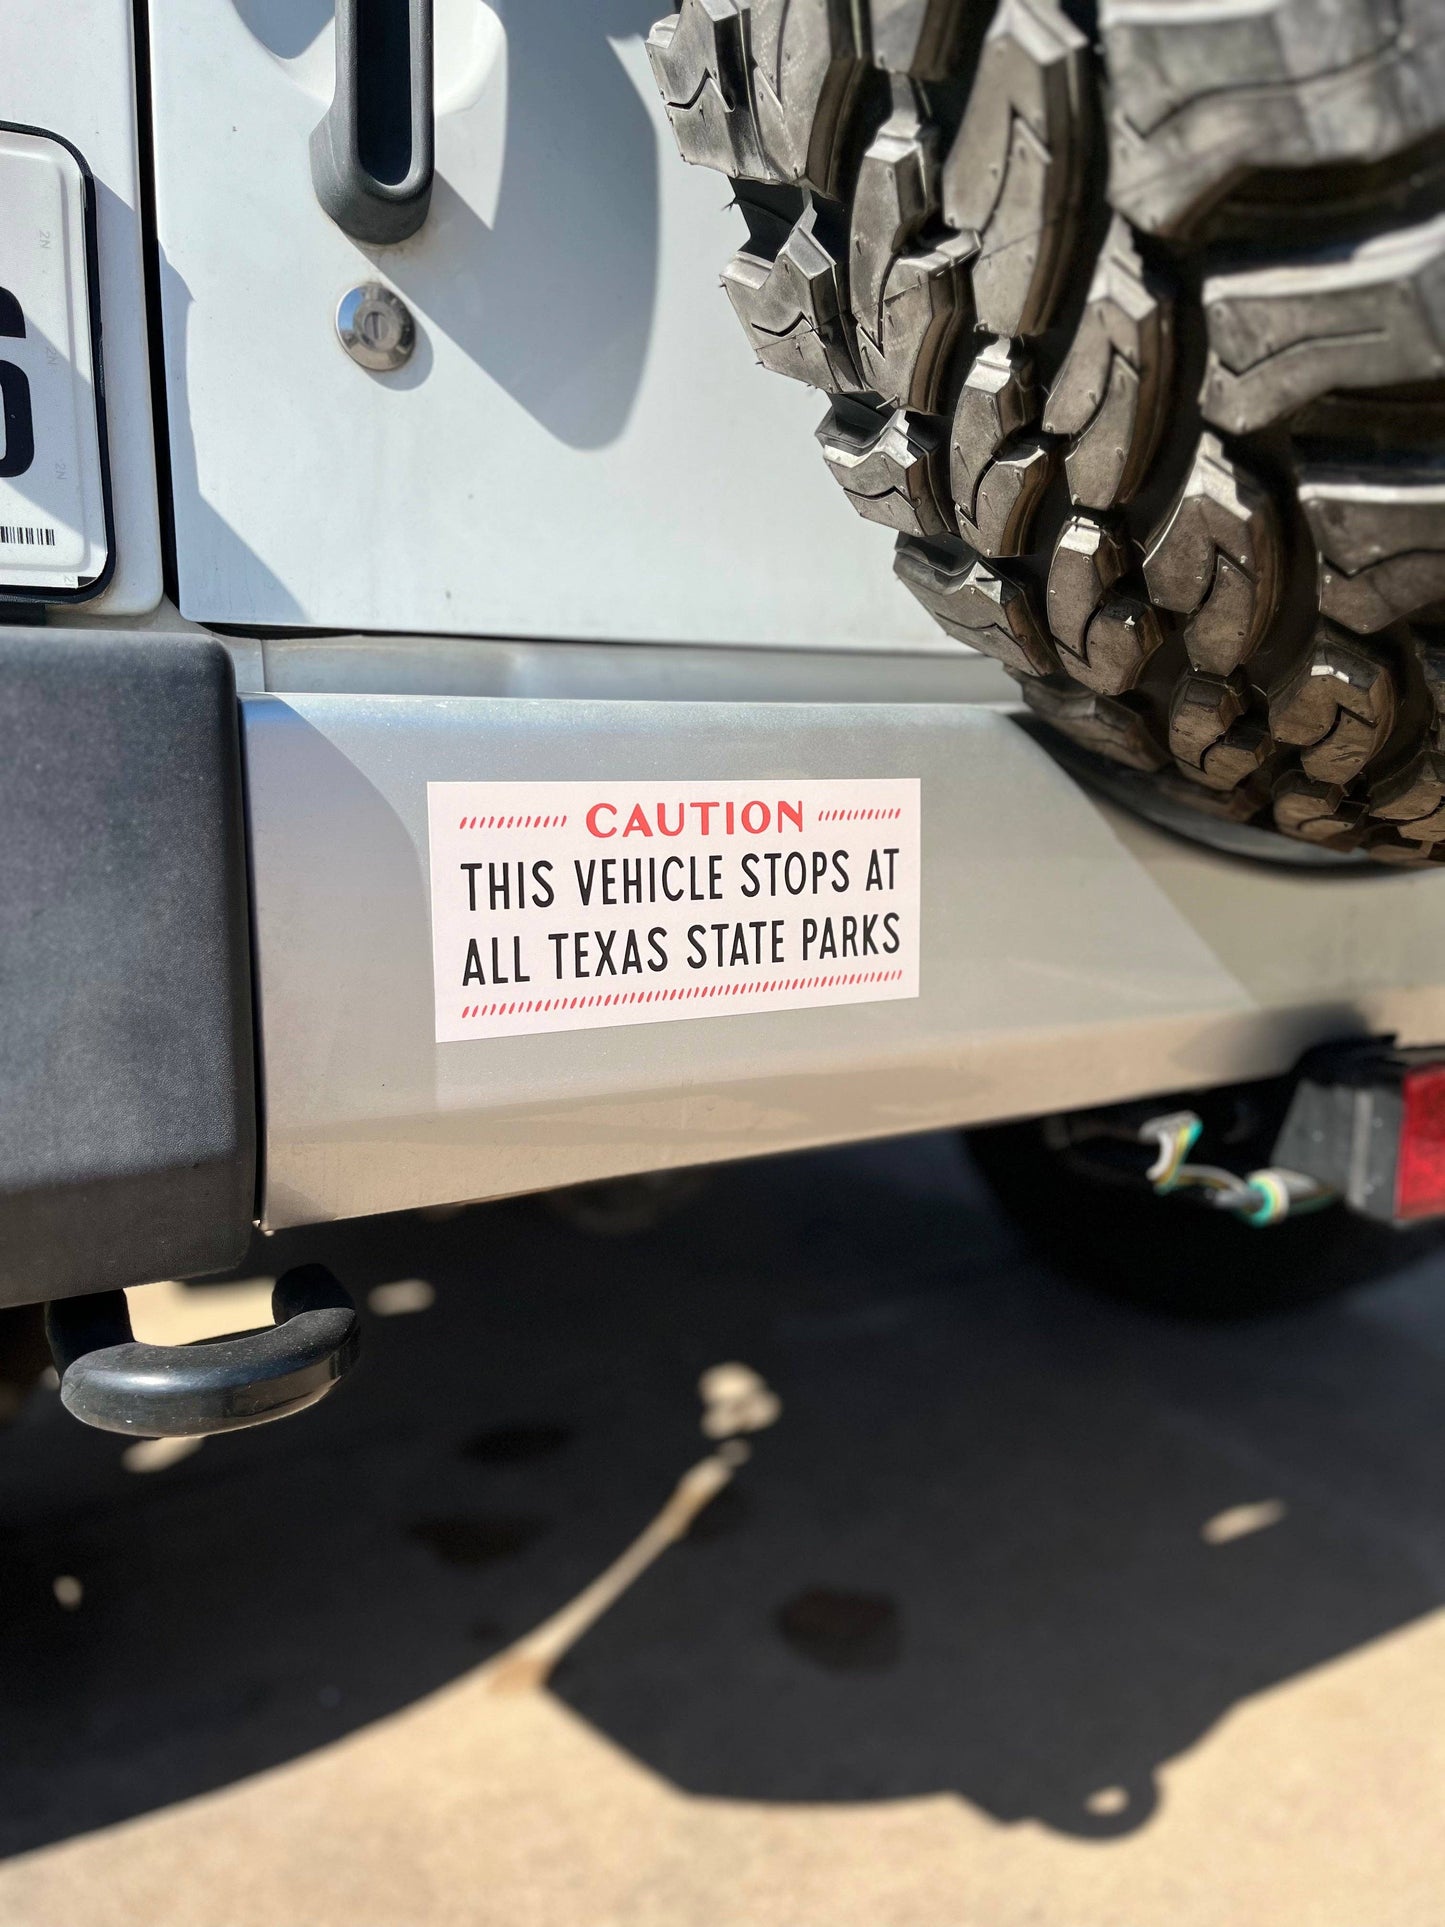 CAUTION
THIS VEHICLE STOPS AT
ALL TEXAS STATE PARKS